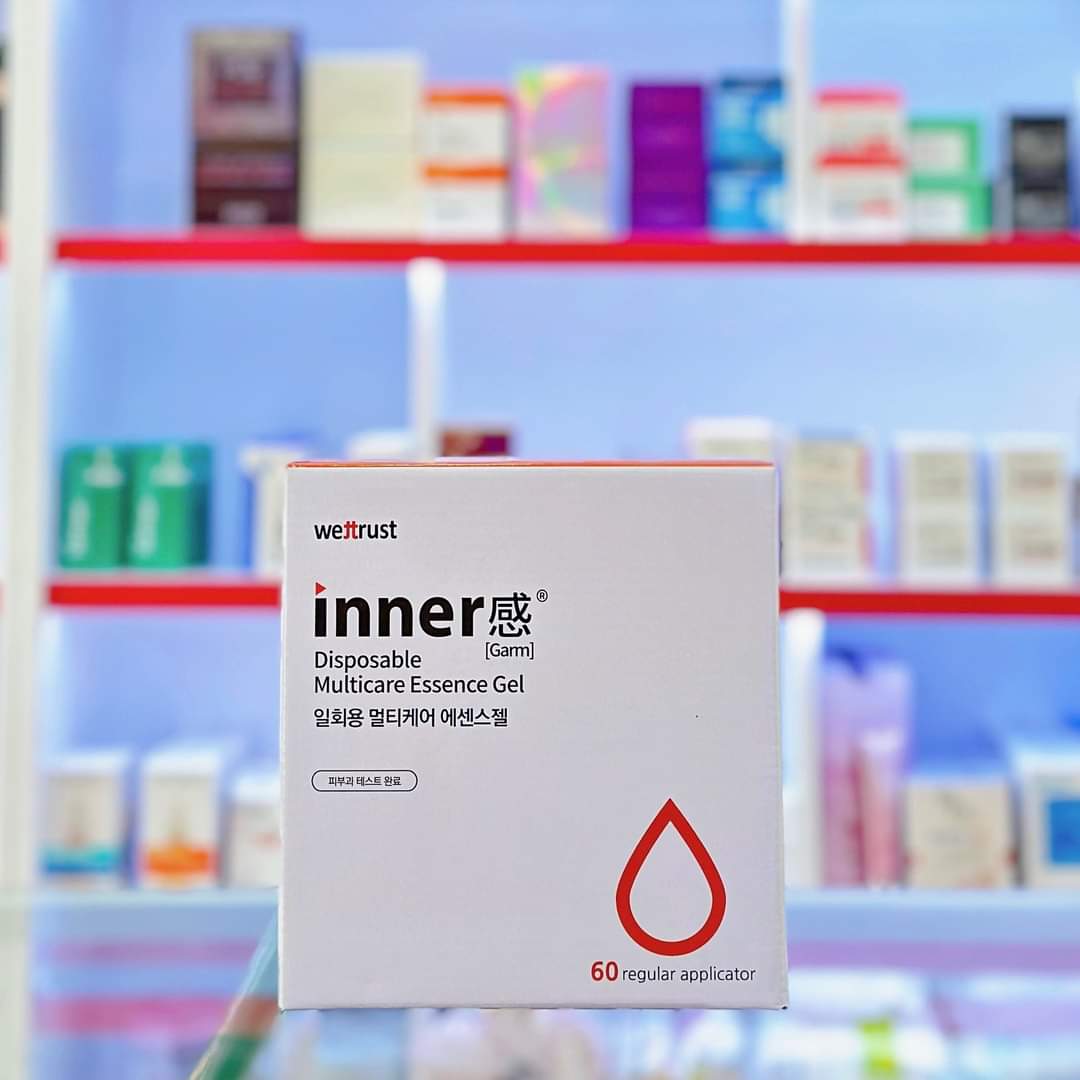 wettrust
inner感®
[Garm]
Disposable
Multicare Essence Gel
일회용 멀티케어 에센스젤
피부과 테스트 완료
60 regular applicator